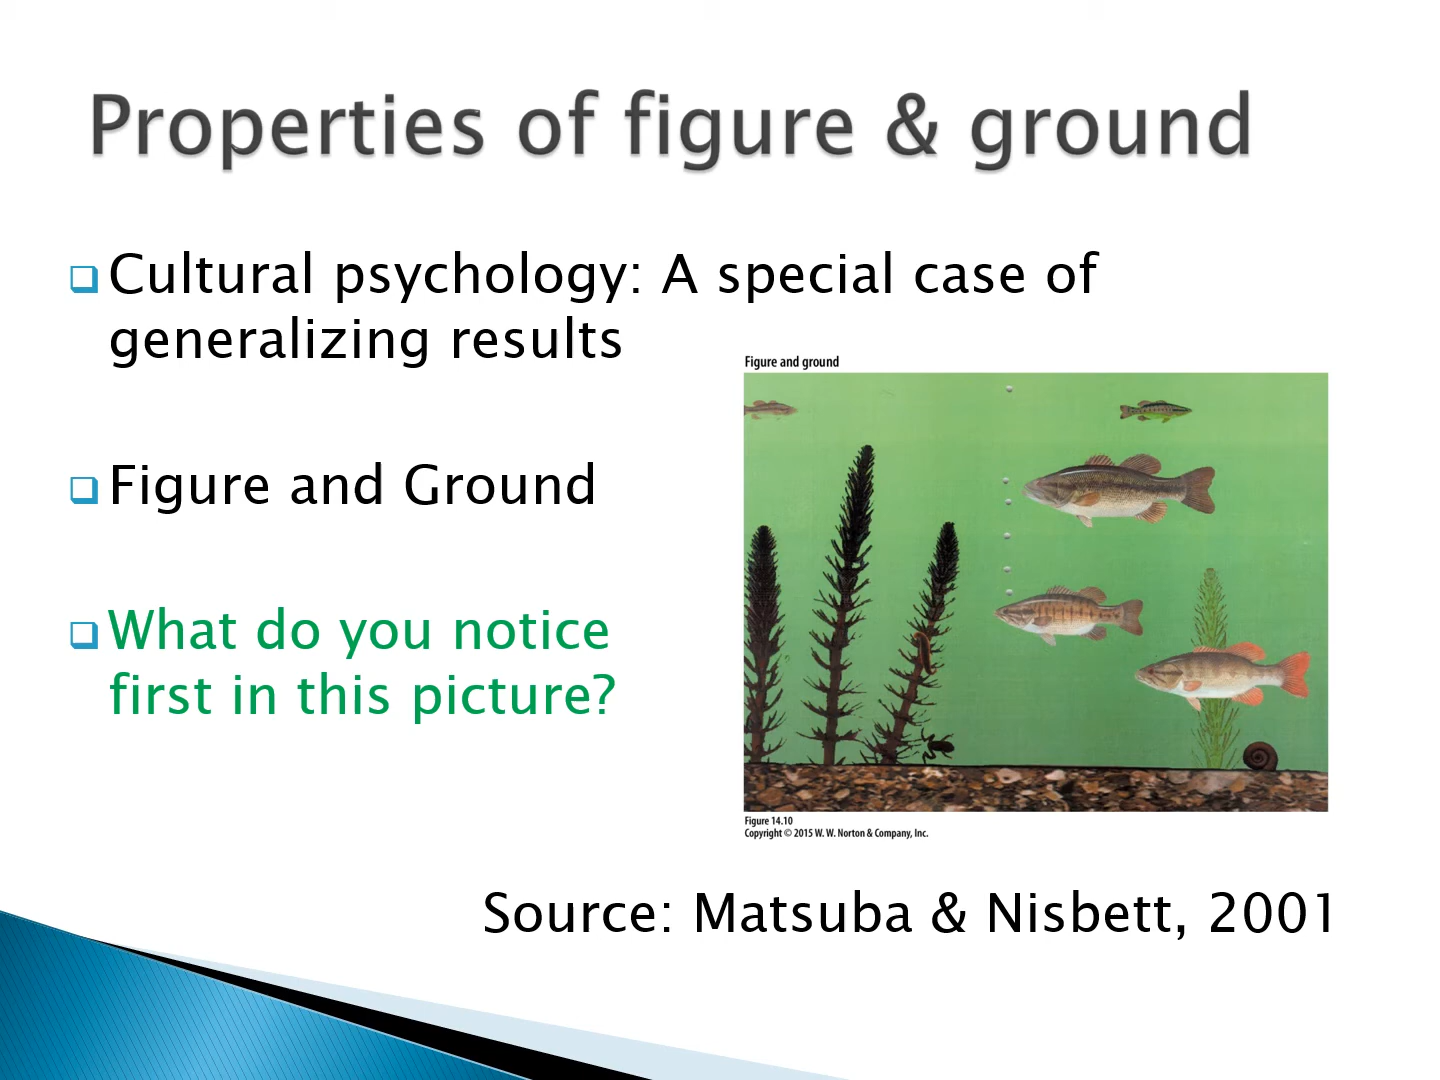 Properties of figure & ground
Cultural psychology: A special case of
generalizing results
Figure and ground
Figure and Ground
What do you notice
first in this picture?
Figure 14.10
Copyright © 2015 W. W. Norton & Company, Inc.
Source: Matsuba & Nisbett, 2001